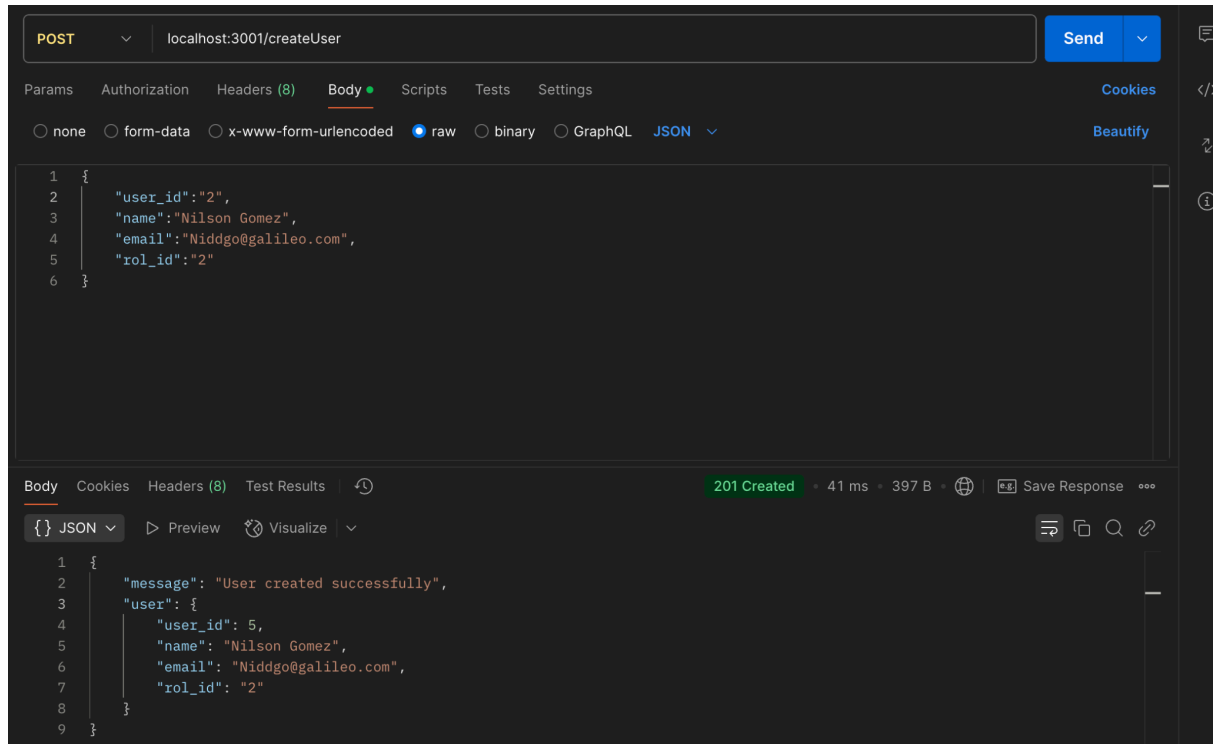 POST localhost:3001/createUser Send
Params Authorization Headers (8) Body Scripts Tests Settings Cookies
none form-data x-www-form-urlencoded raw binary GraphQL JSON Beautify
1 {
2 "user_id":"2",
3 "name":"Nilson Gomez",
4 "email":"Niddgo@galileo.com",
5 "rol_id":"2"
6 }
Body Cookies Headers (8) Test Results 201 Created 41 ms 397 B e.g. Save Response
{} JSON Preview Visualize
1 {
2 "message": "User created successfully",
3 "user": {
4 "user_id": 5,
5 "name": "Nilson Gomez",
6 "email": "Niddgo@galileo.com",
7 "rol_id": "2"
8 }
9 }